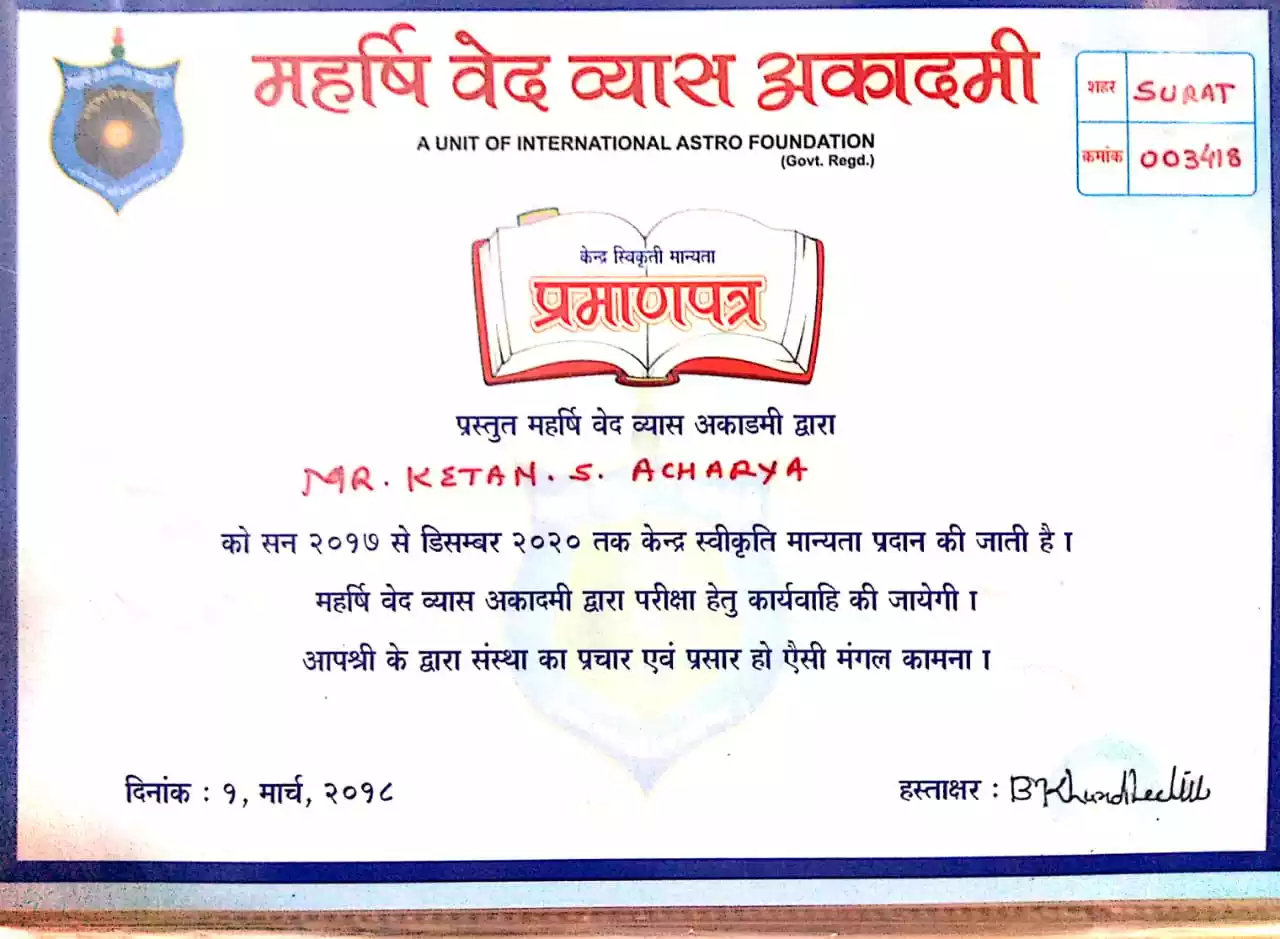 महर्षि वेद व्यास अकादमी
A UNIT OF INTERNATIONAL ASTRO FOUNDATION
(Govt. Regd.)
शहर SURAT
क्रमांक 003418
केन्द्र स्विकृती मान्यता
प्रमाणपत्र
प्रस्तुत महर्षि वेद व्यास अकाडमी द्वारा
MR. KETAN. S. ACHARYA
को सन २०१७ से डिसम्बर २०२० तक केन्द्र स्वीकृति मान्यता प्रदान की जाती है ।
महर्षि वेद व्यास अकादमी द्वारा परीक्षा हेतु कार्यवाहि की जायेगी ।
आपश्री के द्वारा संस्था का प्रचार एवं प्रसार हो एैसी मंगल कामना ।
दिनांक : १, मार्च, २०१८
हस्ताक्षर :